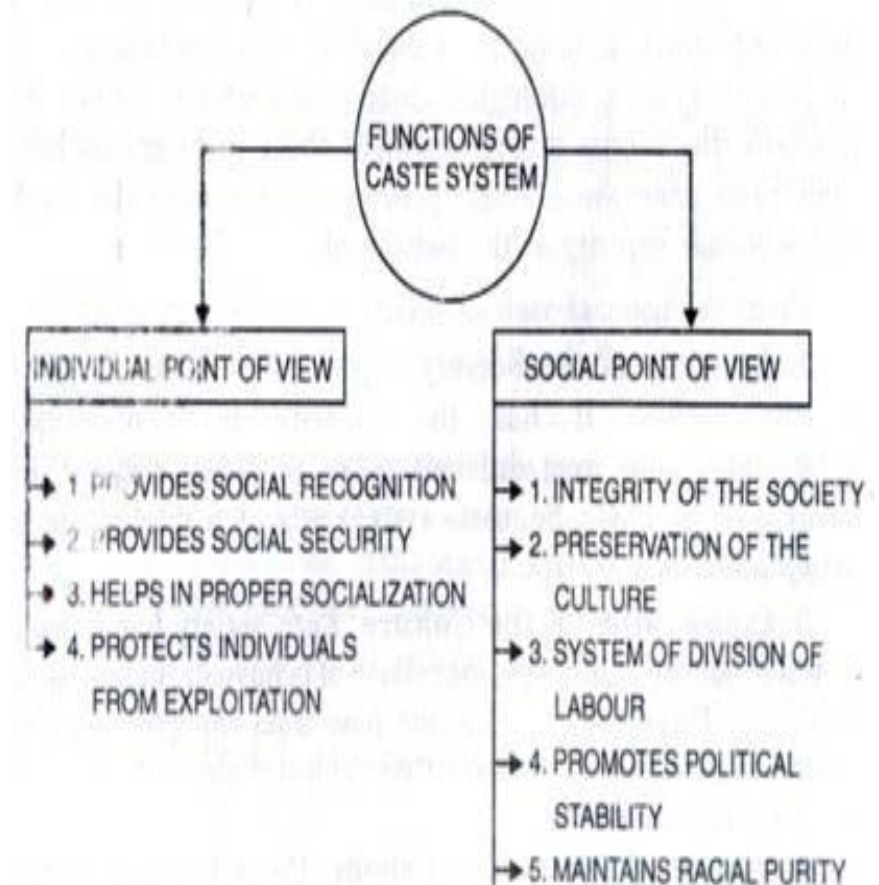 FUNCTIONS OF
CASTE SYSTEM
INDIVIDUAL POINT OF VIEW
1. PROVIDES SOCIAL RECOGNITION
2. PROVIDES SOCIAL SECURITY
3. HELPS IN PROPER SOCIALIZATION
4. PROTECTS INDIVIDUALS
FROM EXPLOITATION
SOCIAL POINT OF VIEW
1. INTEGRITY OF THE SOCIETY
2. PRESERVATION OF THE
CULTURE
3. SYSTEM OF DIVISION OF
LABOUR
4. PROMOTES POLITICAL
STABILITY
5. MAINTAINS RACIAL PURITY